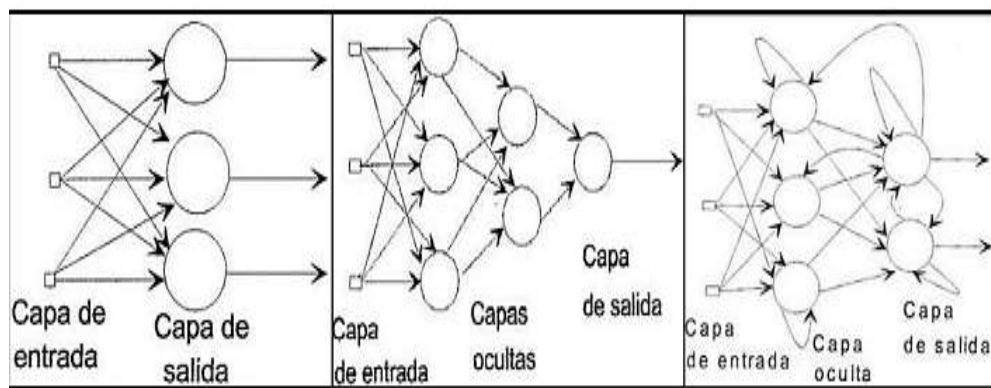 Capa de
entrada
Capa de
salida
Capa
de entrada
Capas
ocultas
Capa
de salida
Capa
de entrada
Capa
oculta
Capa
de salida